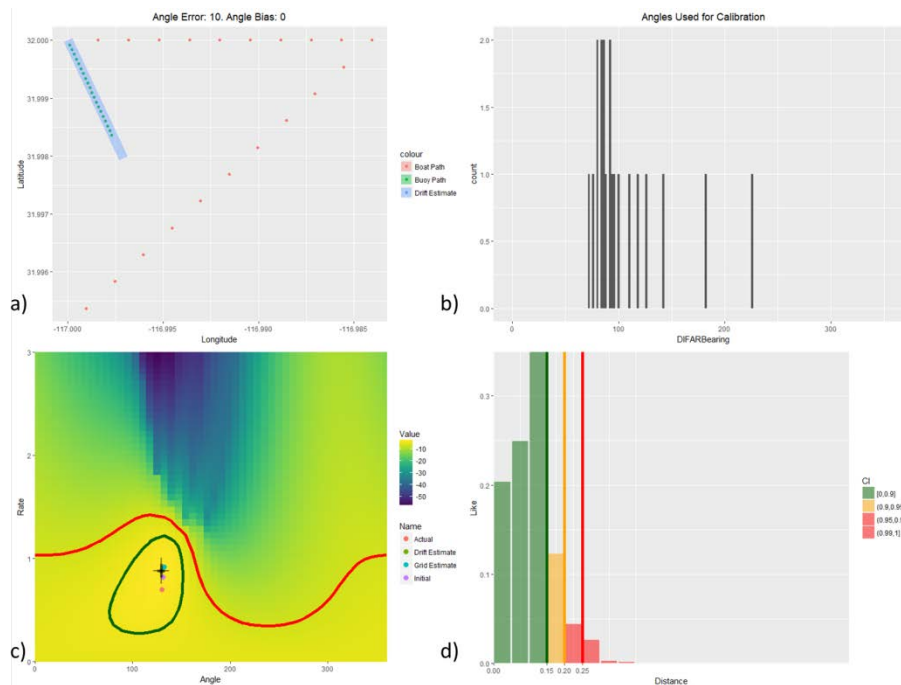 Angle Error: 10. Angle Bias: 0
32.000
31.999
31.998
31.997
31.996
Latitude
-117.000
-116.995
-116.990
-116.985
Longitude
colour
Boat Path
Buoy Path
Drift Estimate
a)
Angles Used for Calibration
2.0
1.5
1.0
0.5
0.0
count
0
100
200
300
DIFARBearing
b)
3
2
1
0
Rate
0
100
200
300
Angle
Value
-10
-20
-30
-40
-50
Name
Actual
Drift Estimate
Grid Estimate
Initial
c)
0.3
0.2
0.1
0.0
Like
0.00
0.15
0.20
0.25
Distance
CI
[0,0.9]
(0.9,0.95
(0.95,0.9
(0.99,1]
d)